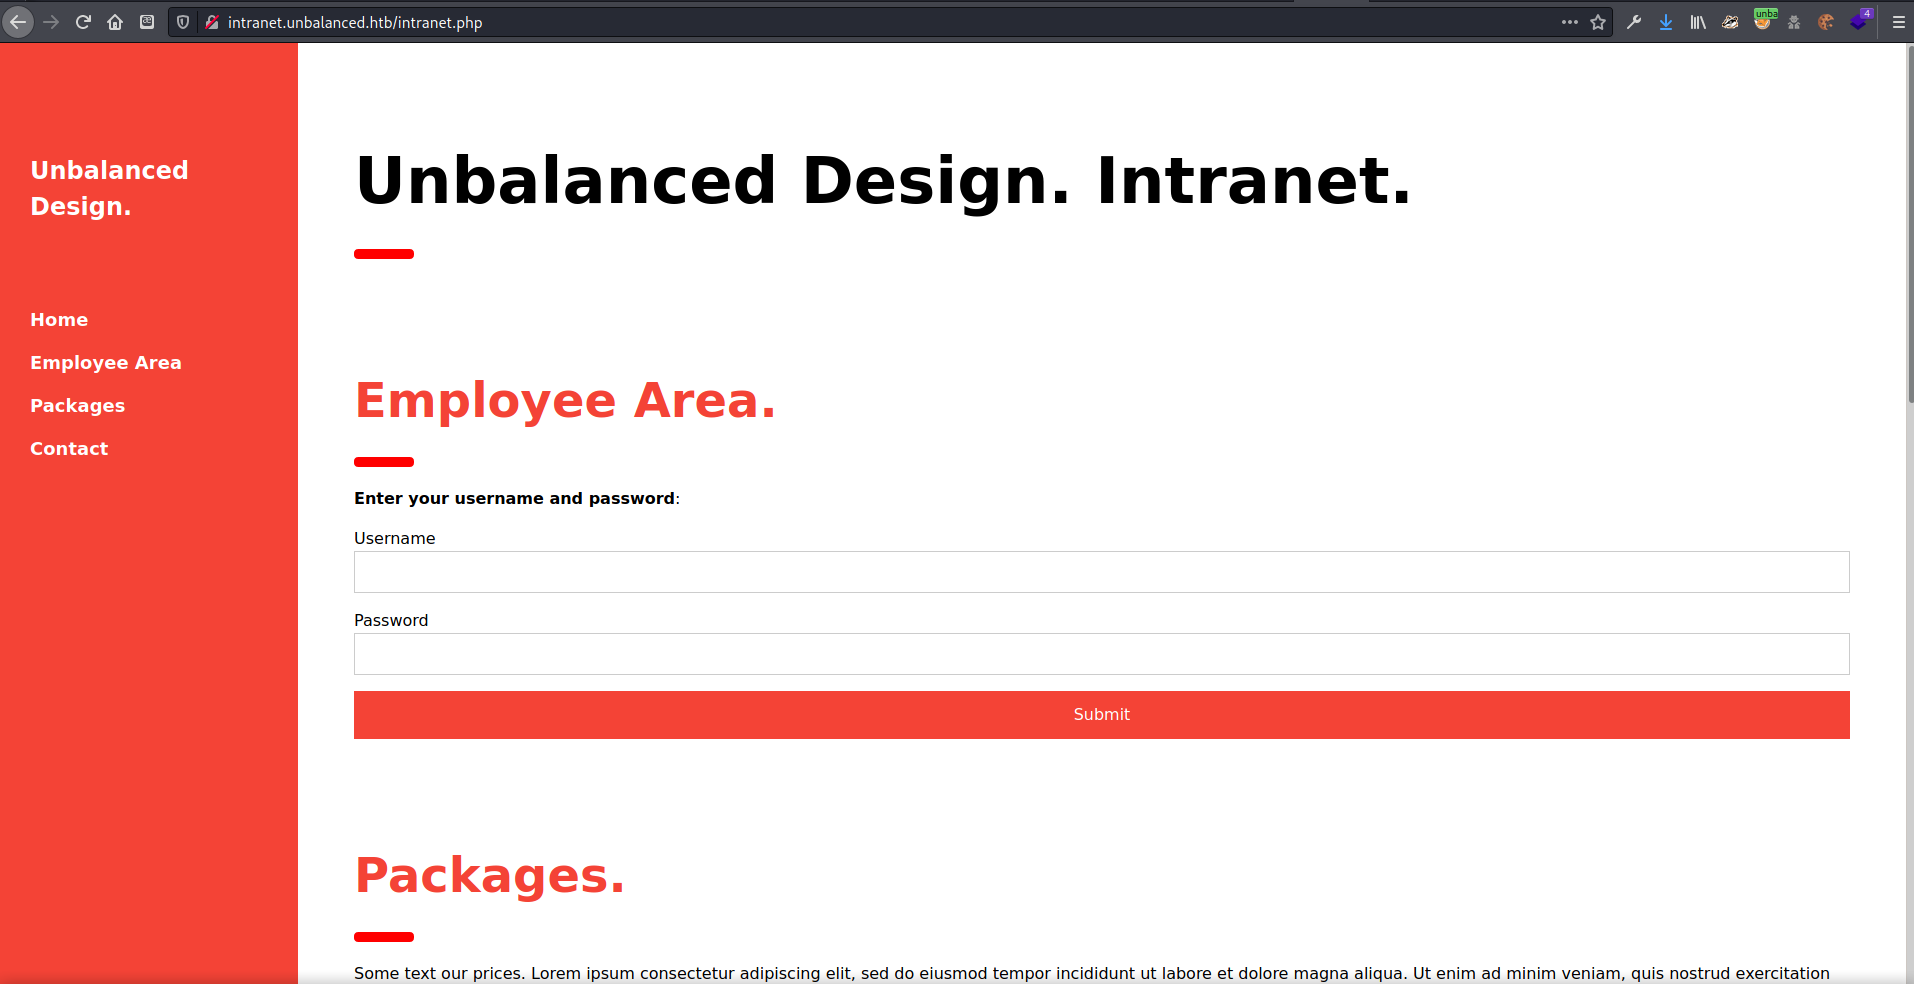 intranet.unbalanced.htb/intranet.php
unba
4
Unbalanced
Design.
Home
Employee Area
Packages
Contact
Unbalanced Design. Intranet.
Employee Area.
Enter your username and password:
Username
Password
Submit
Packages.
Some text our prices. Lorem ipsum consectetur adipiscing elit, sed do eiusmod tempor incididunt ut labore et dolore magna aliqua. Ut enim ad minim veniam, quis nostrud exercitation